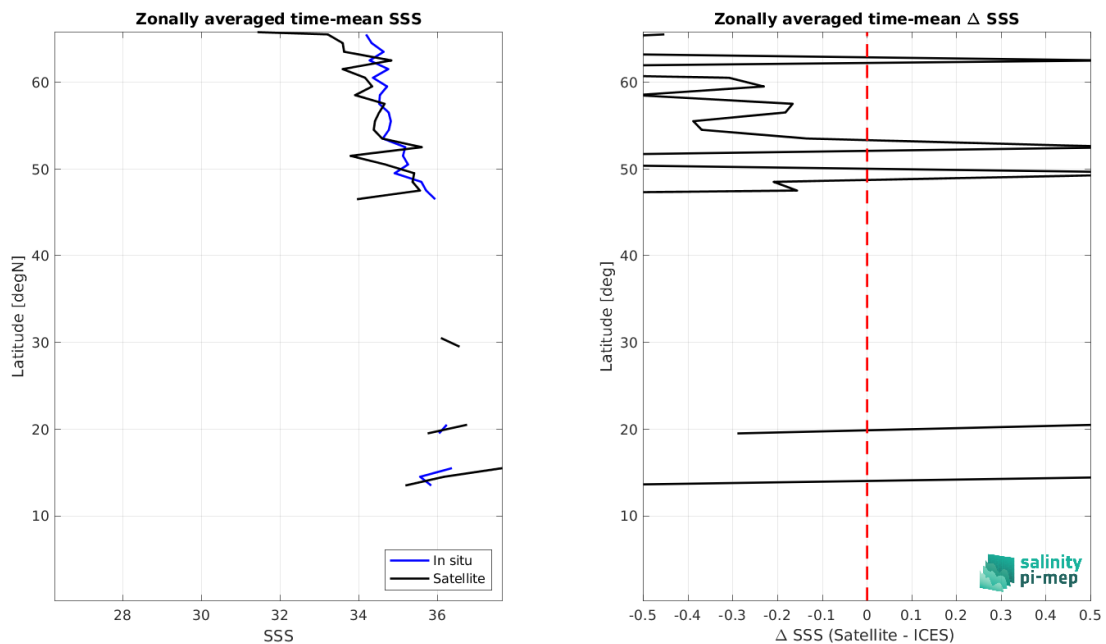 Zonally averaged time-mean SSS
Latitude [degN]
60
50
40
30
20
10
28
30
32
34
36
SSS
In situ
Satellite
Zonally averaged time-mean Δ SSS
Latitude [deg]
60
50
40
30
20
10
-0.5
-0.4
-0.3
-0.2
-0.1
0
0.1
0.2
0.3
0.4
0.5
Δ SSS (Satellite - ICES)
salinity
pi-mep